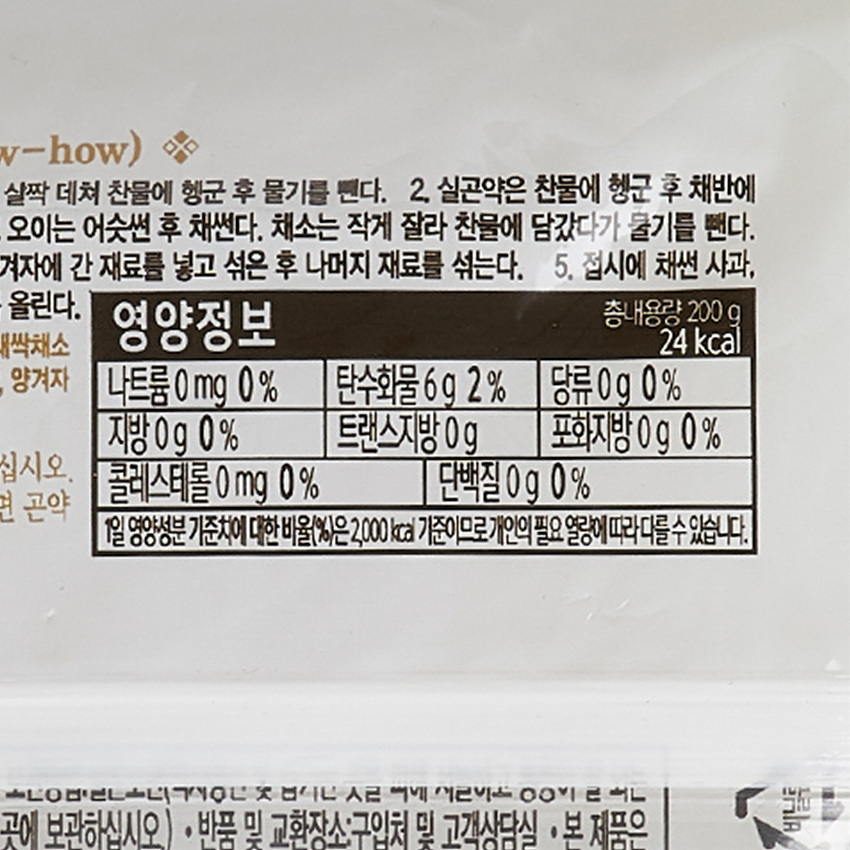 w-how)
살짝 데쳐 찬물에 헹군 후 물기를 뺀다. 2. 실곤약은 찬물에 헹군 후 채반에
오이는 어슷썬 후 채썬다. 채소는 작게 잘라 찬물에 담갔다가 물기를 뺀다.
겨자에 간 재료를 넣고 섞은 후 나머지 재료를 섞는다. 5. 접시에 채썬 사과,
올린다.
새싹채소
, 양겨자
십시오.
면 곤약
영양정보
총내용량 200 g
24 kcal
나트륨 0 mg 0 % 탄수화물 6 g 2 % 당류 0 g 0 %
지방 0 g 0 % 트랜스지방 0 g 포화지방 0 g 0 %
콜레스테롤 0 mg 0 % 단백질 0 g 0 %
1일 영양성분 기준치에 대한 비율(%)은 2,000 kcal 기준이므로 개인의 필요 열량에 따라 다를 수 있습니다.
곳에 보관하십시오.) • 반품 및 교환장소:구입처 및 고객상담실 • 본 제품은